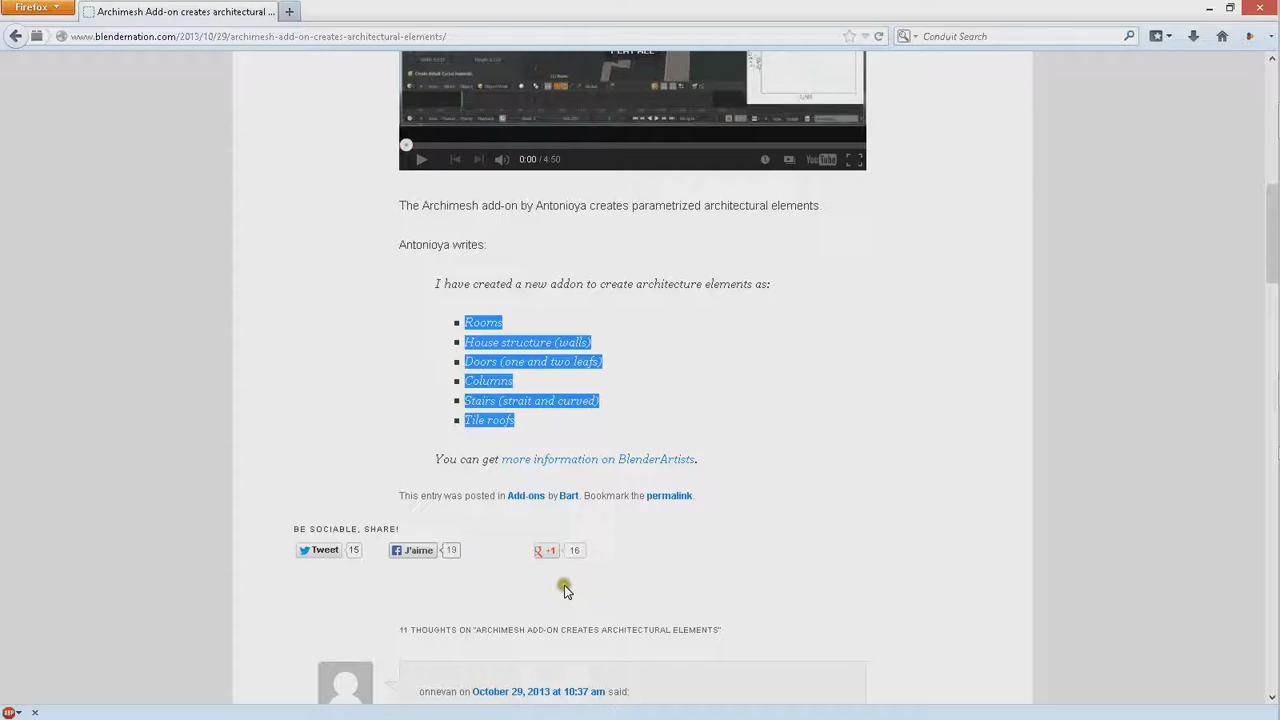 Firefox
Archimesh Add-on creates architectural ...
www.blendernation.com/2013/10/29/archimesh-add-on-creates-architectural-elements/
Conduit Search
0:00 / 4:50
YouTube
The Archimesh add-on by Antonioya creates parametrized architectural elements.
Antonioya writes:
I have created a new addon to create architecture elements as:
Rooms
House structure (walls)
Doors (one and two leafs)
Columns
Stairs (strait and curved)
Tile roofs
You can get more information on BlenderArtists.
This entry was posted in Add-ons by Bart. Bookmark the permalink.
BE SOCIABLE, SHARE!
Tweet 15 J'aime 19 +1 16
11 THOUGHTS ON "ARCHIMESH ADD-ON CREATES ARCHITECTURAL ELEMENTS"
onnevan on October 29, 2013 at 10:37 am said: